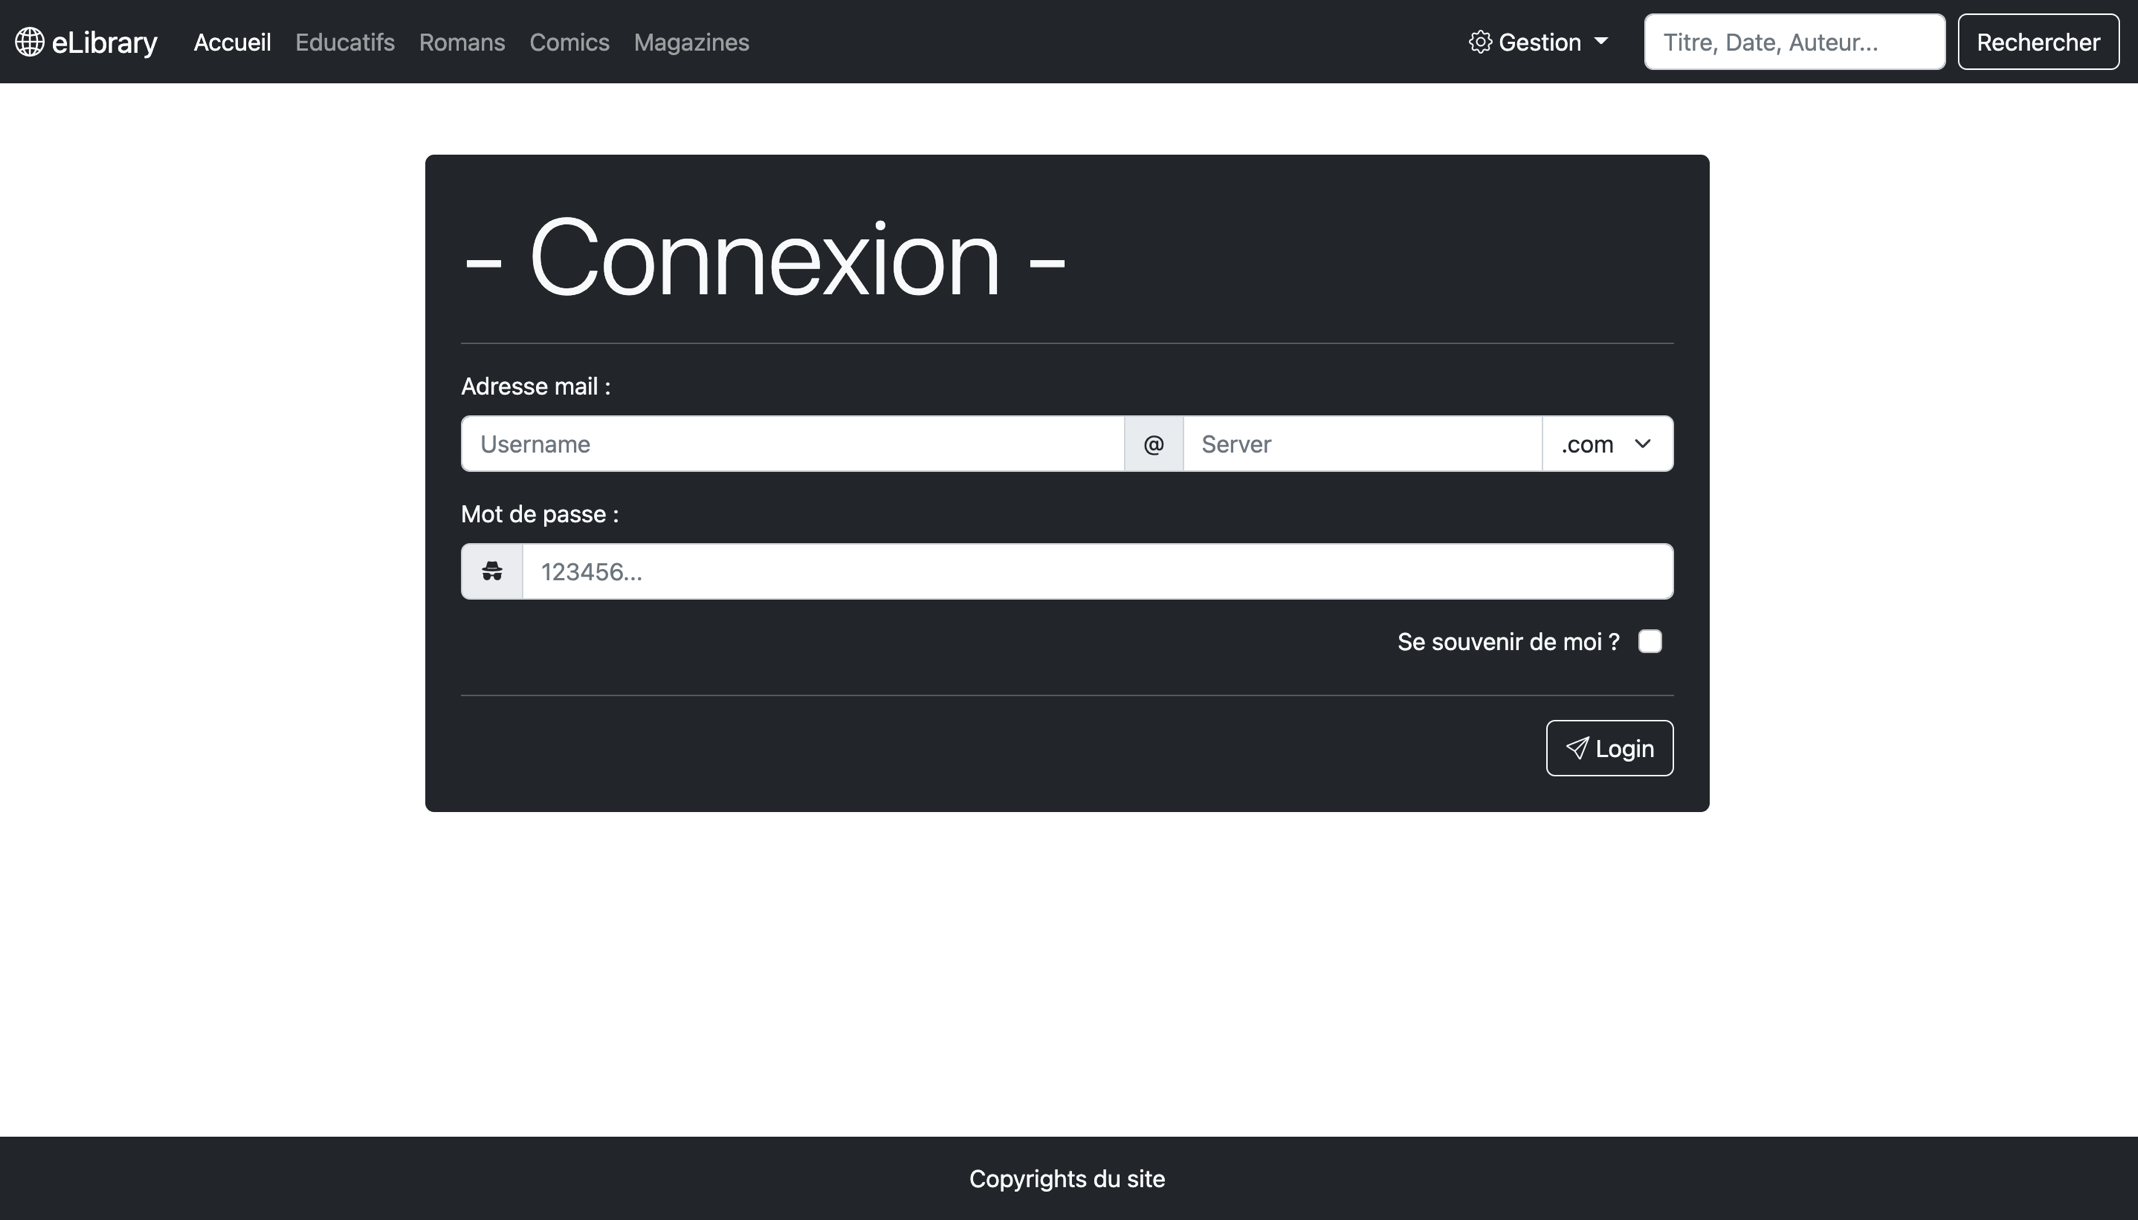 eLibrary Accueil Educatifs Romans Comics Magazines Gestion Titre, Date, Auteur... Rechercher
- Connexion -
Adresse mail :
Username @ Server .com
Mot de passe :
123456...
Se souvenir de moi ?
Login
Copyrights du site